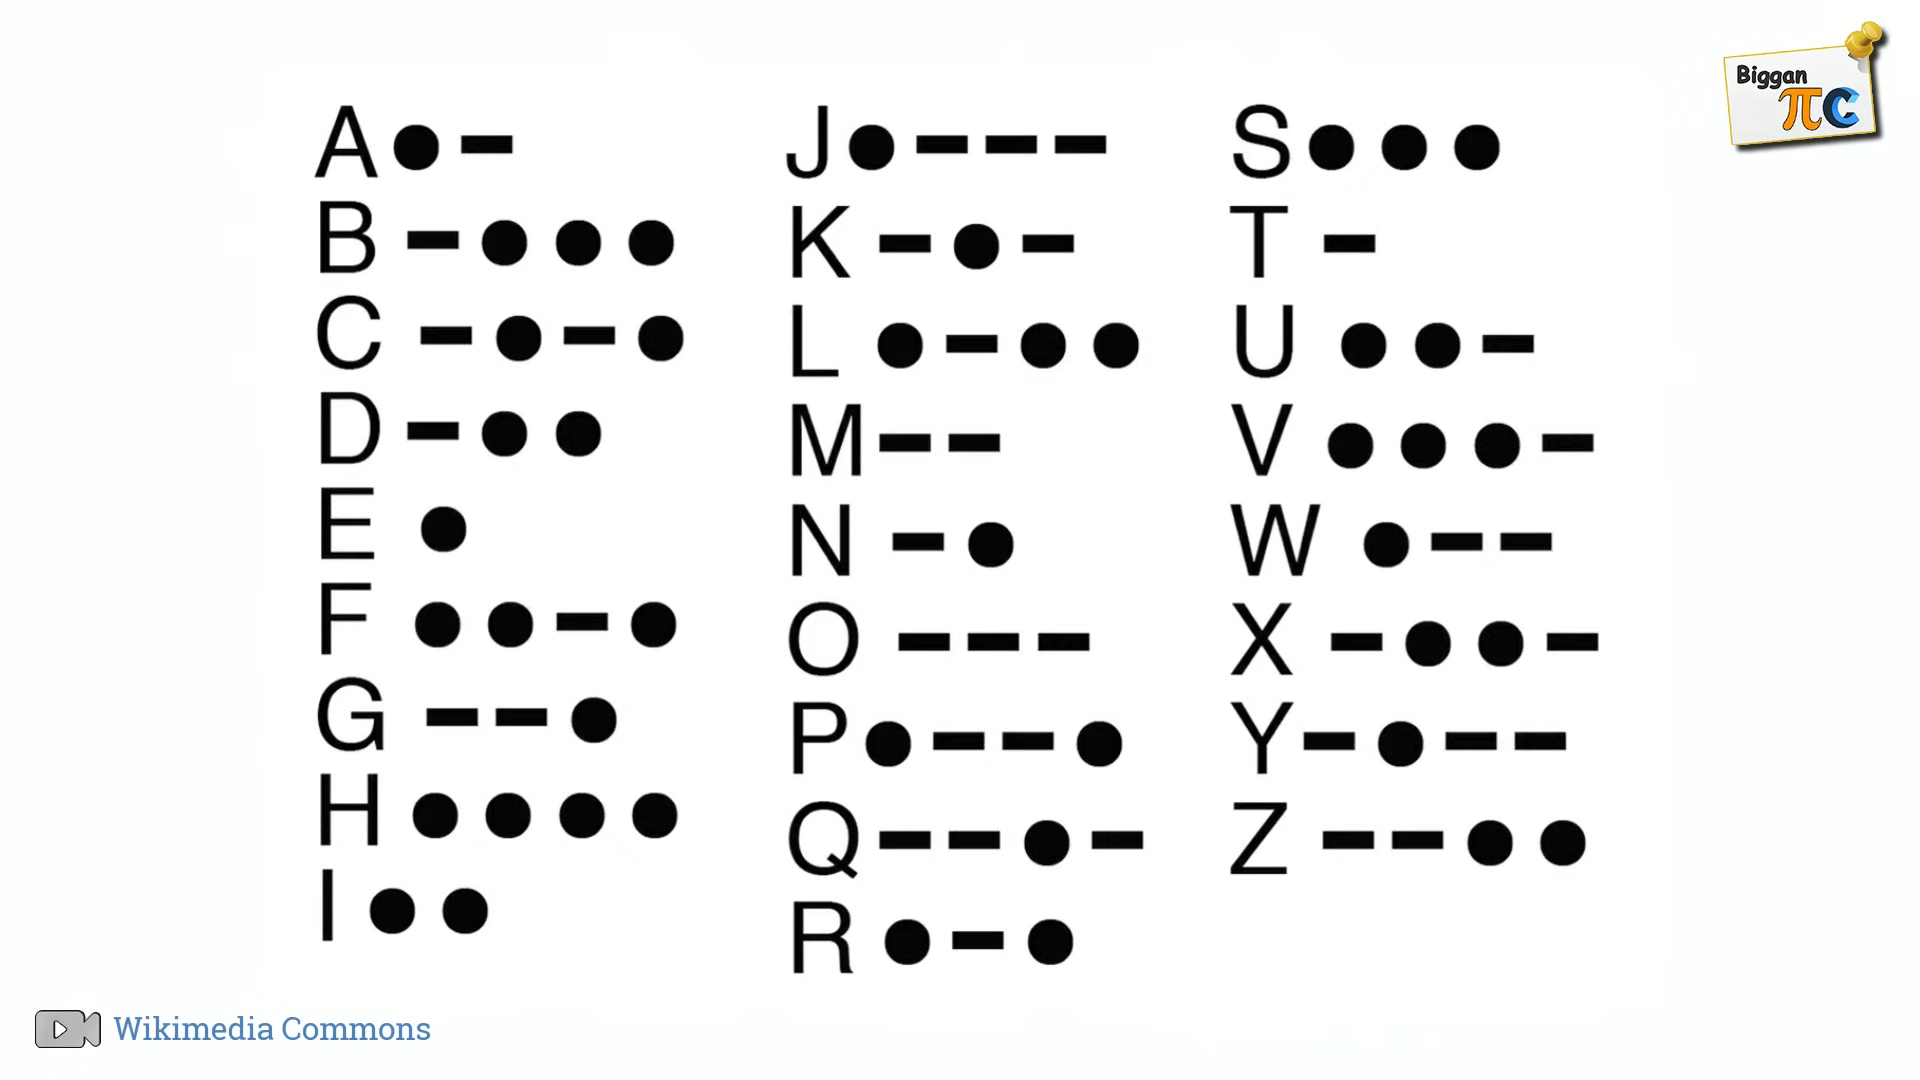 Biggan
πC
A ● –
B – ● ● ●
C – ● – ●
D – ● ●
E ●
F ● ● – ●
G – – ●
H ● ● ● ●
I ● ●
J ● – – –
K – ● –
L ● – ● ●
M – –
N – ●
O – – –
P ● – – ●
Q – – ● –
R ● – ●
S ● ● ●
T –
U ● ● –
V ● ● ● –
W ● – –
X – ● ● –
Y – ● – –
Z – – ● ●
Wikimedia Commons